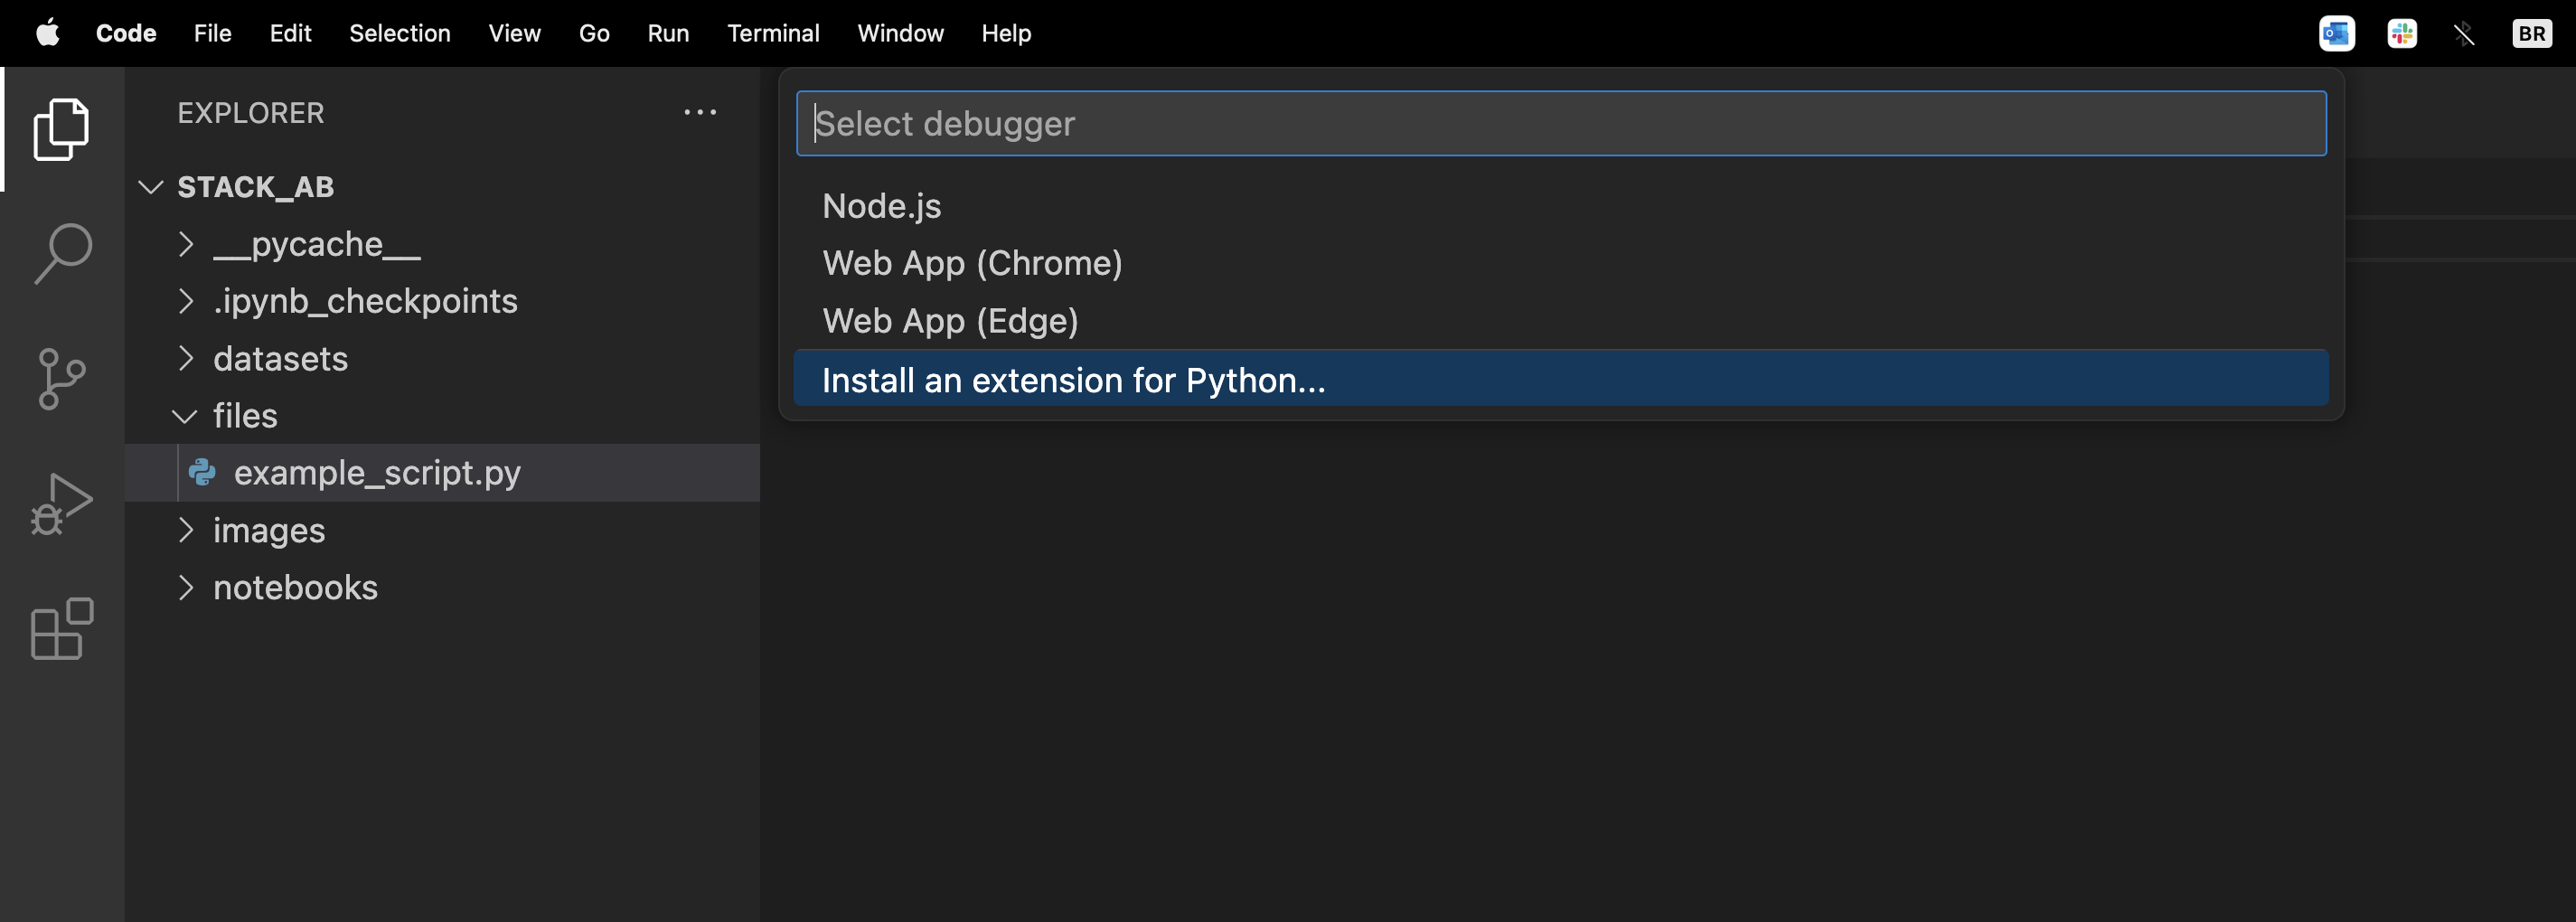 Code File Edit Selection View Go Run Terminal Window Help BR
EXPLORER
STACK_AB
__pycache__
.ipynb_checkpoints
datasets
files
example_script.py
images
notebooks
Select debugger
Node.js
Web App (Chrome)
Web App (Edge)
Install an extension for Python...